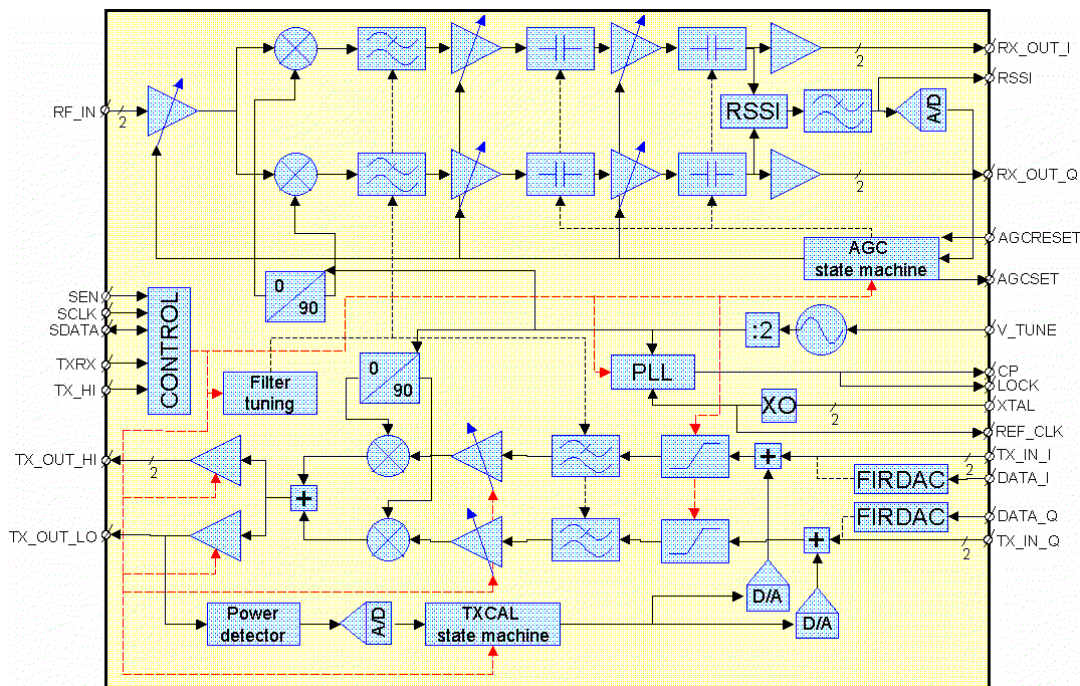 RX_OUT_I
RSSI
RF_IN
2
2
RSSI
A/D
2
RX_OUT_Q
AGCRESET
AGC
state machine
AGCSET
0
90
SEN
SCLK
SDATA
TXRX
TX_HI
CONTROL
:2
V_TUNE
0
90
PLL
CP
LOCK
Filter
tuning
XO
2
XTAL
REF_CLK
TX_OUT_HI
2
+
+
2
TX_IN_I
FIRDAC
DATA_I
FIRDAC
DATA_Q
TX_OUT_LO
+
2
TX_IN_Q
D/A
D/A
Power
detector
A/D
TXCAL
state machine